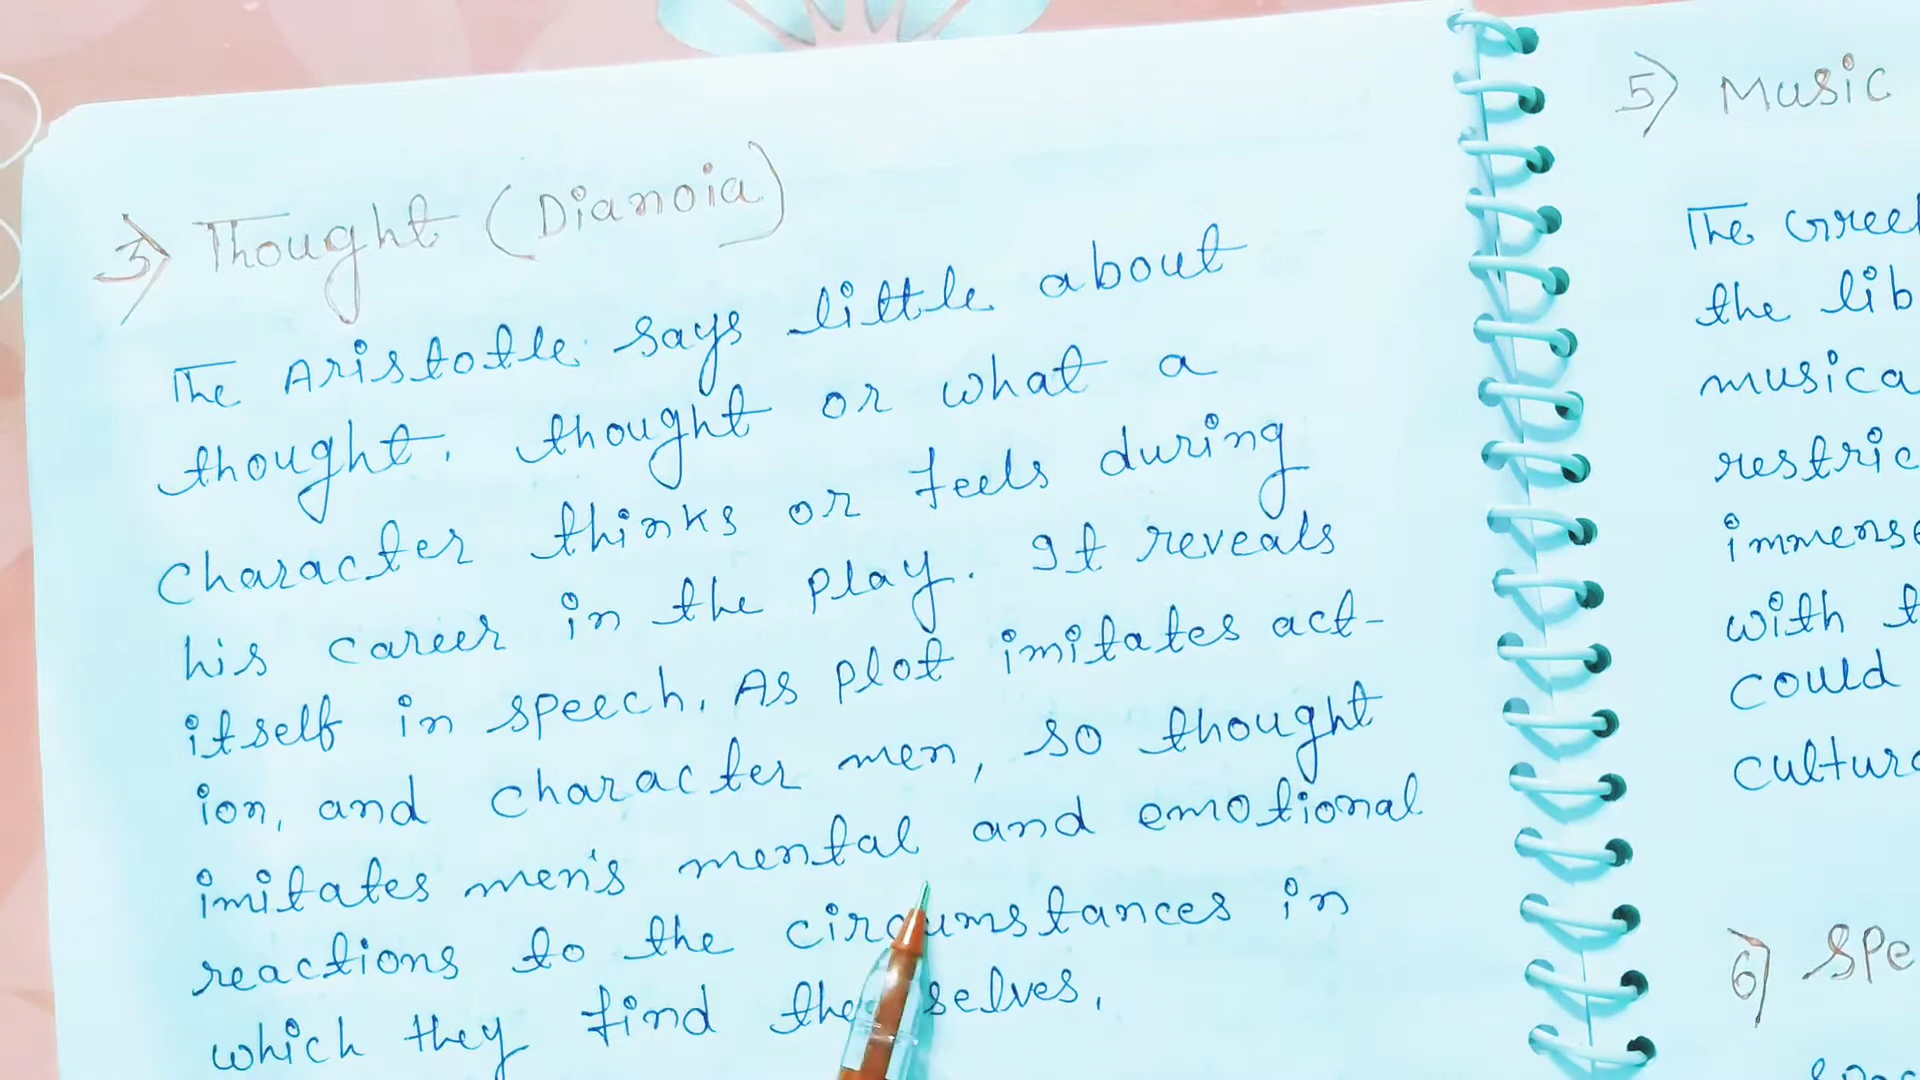 3) Thought (Dianoia)
The Aristotle says little about
thought. thought or what a
character thinks or feels during
his career in the play. It reveals
itself in speech. As plot imitates act-
ion, and character men, so thought
imitates men's mental and emotional
reactions to the circumstances in
which they find themselves.
5) Music
The Gree
the lib
musica
restric
immense
with t
could
cultura
6) Spe